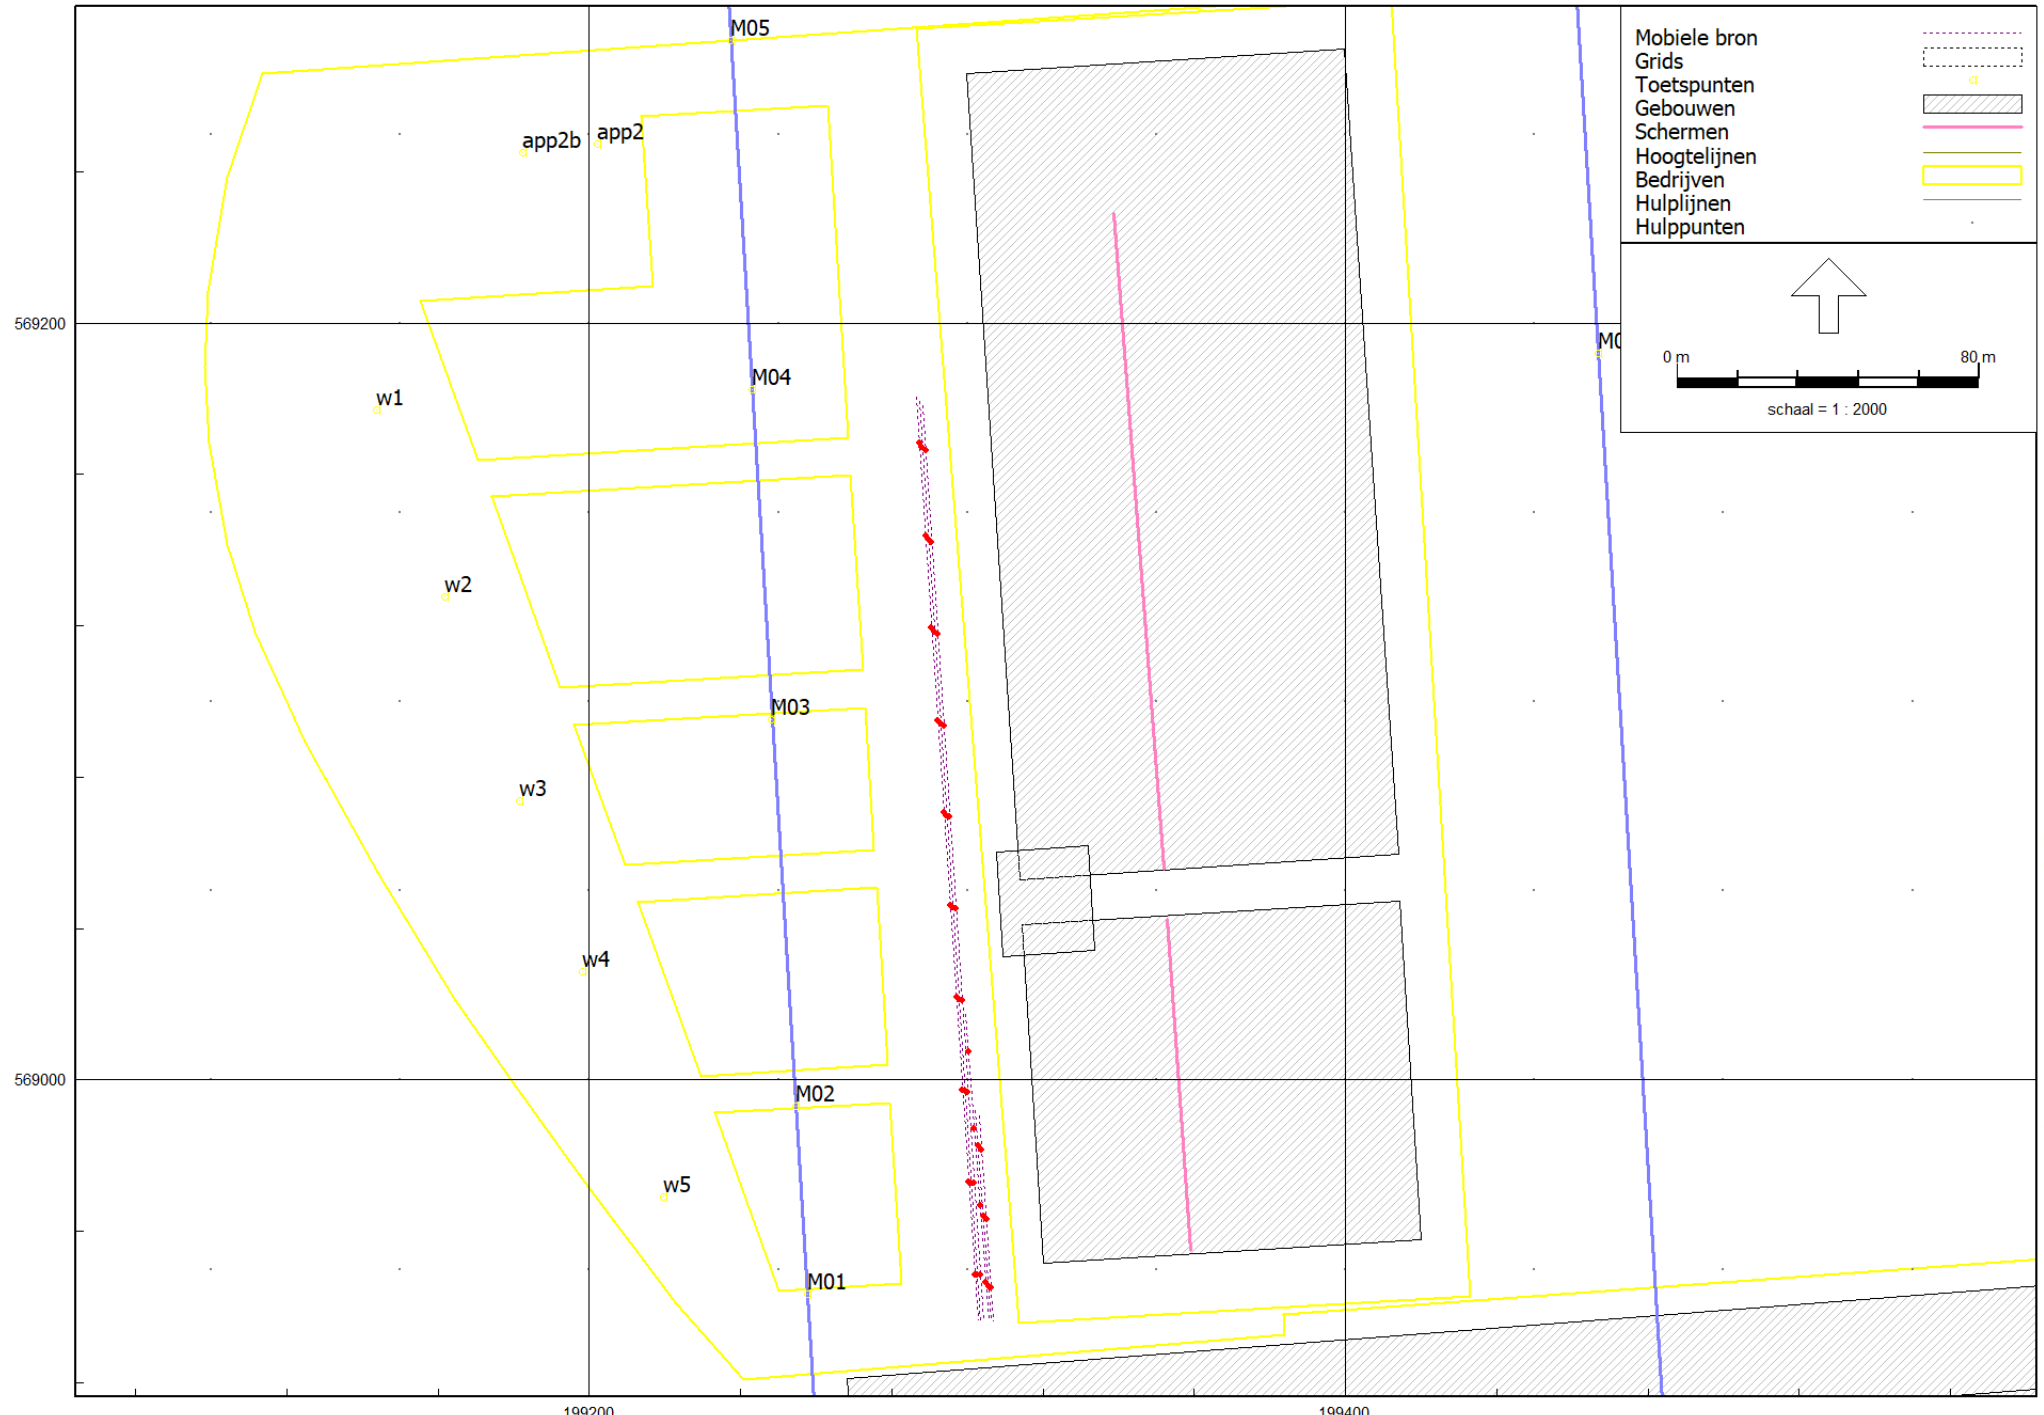 M05
Mobiele bron
Grids
Toetspunten
Gebouwen
Schermen
Hoogtelijnen
Bedrijven
Hulplijnen
Hulppunten
app2b
app2
569200
0 m
80 m
schaal = 1 : 2000
M04
w1
w2
M03
w3
w4
569000
M02
w5
M01
199200
199400